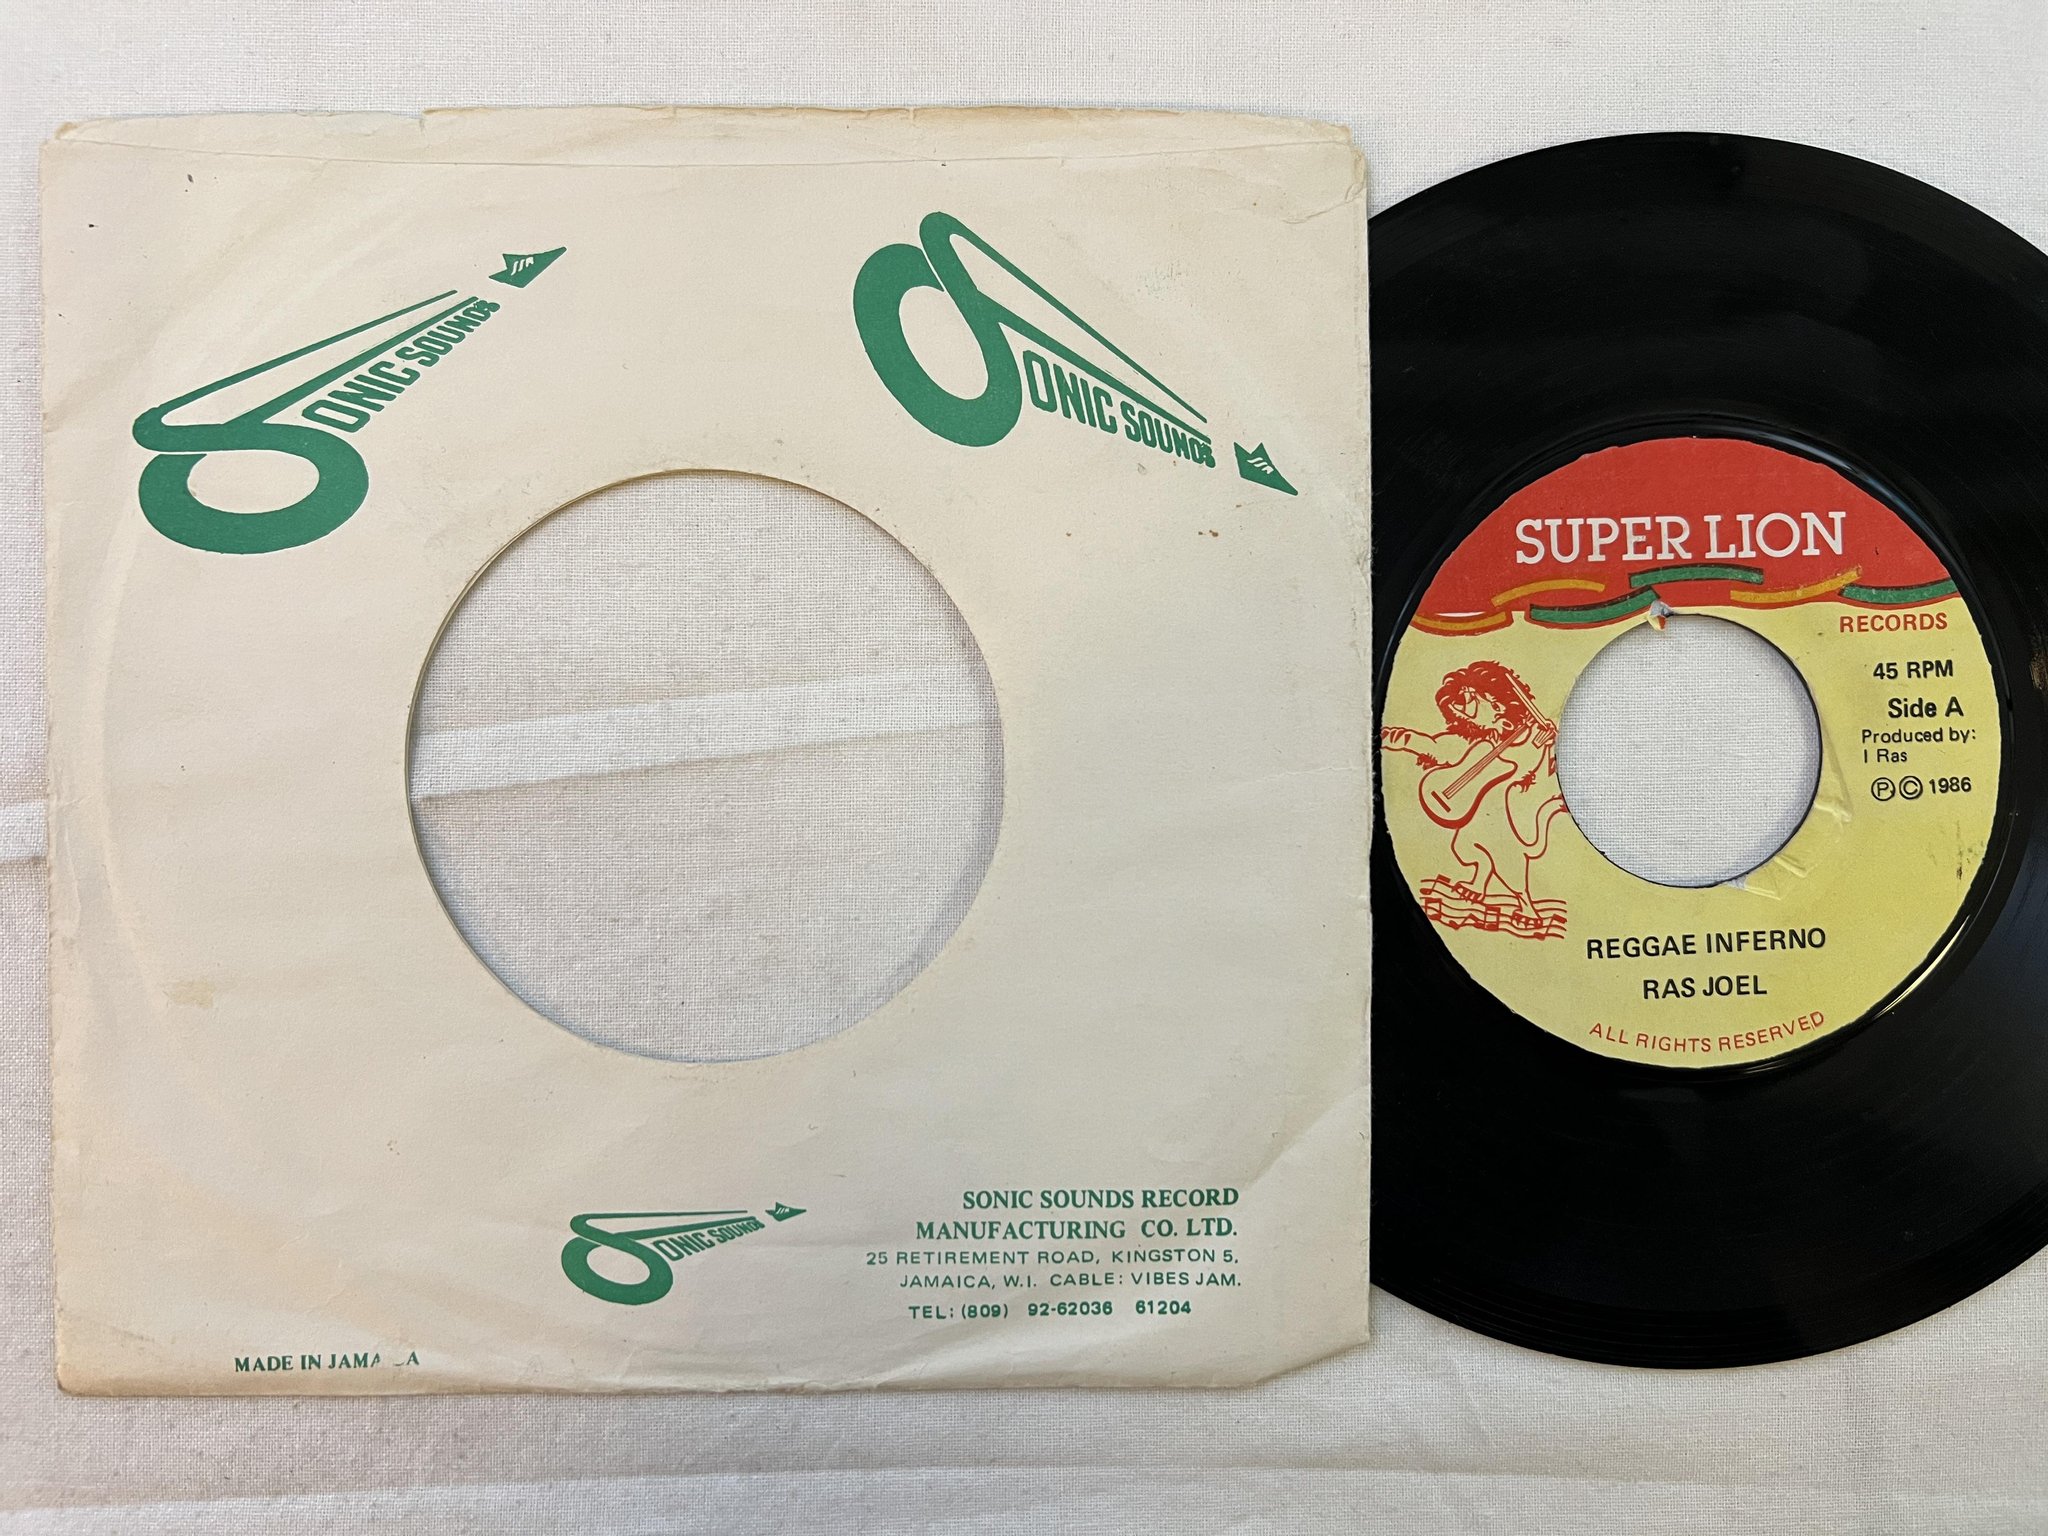 SONIC SOUNDS
SONIC SOUNDS
SONIC SOUNDS
SONIC SOUNDS RECORD
MANUFACTURING CO. LTD.
25 RETIREMENT ROAD, KINGSTON 5,
JAMAICA, W.I. CABLE: VIBES JAM.
TEL: (809) 92-62036 61204
MADE IN
SUPER LION
RECORDS
45 RPM
Side A
Produced by:
I Ras
Ⓟ Ⓒ 1986
REGGAE INFERNO
RAS JOEL
ALL RIGHTS RESERVED